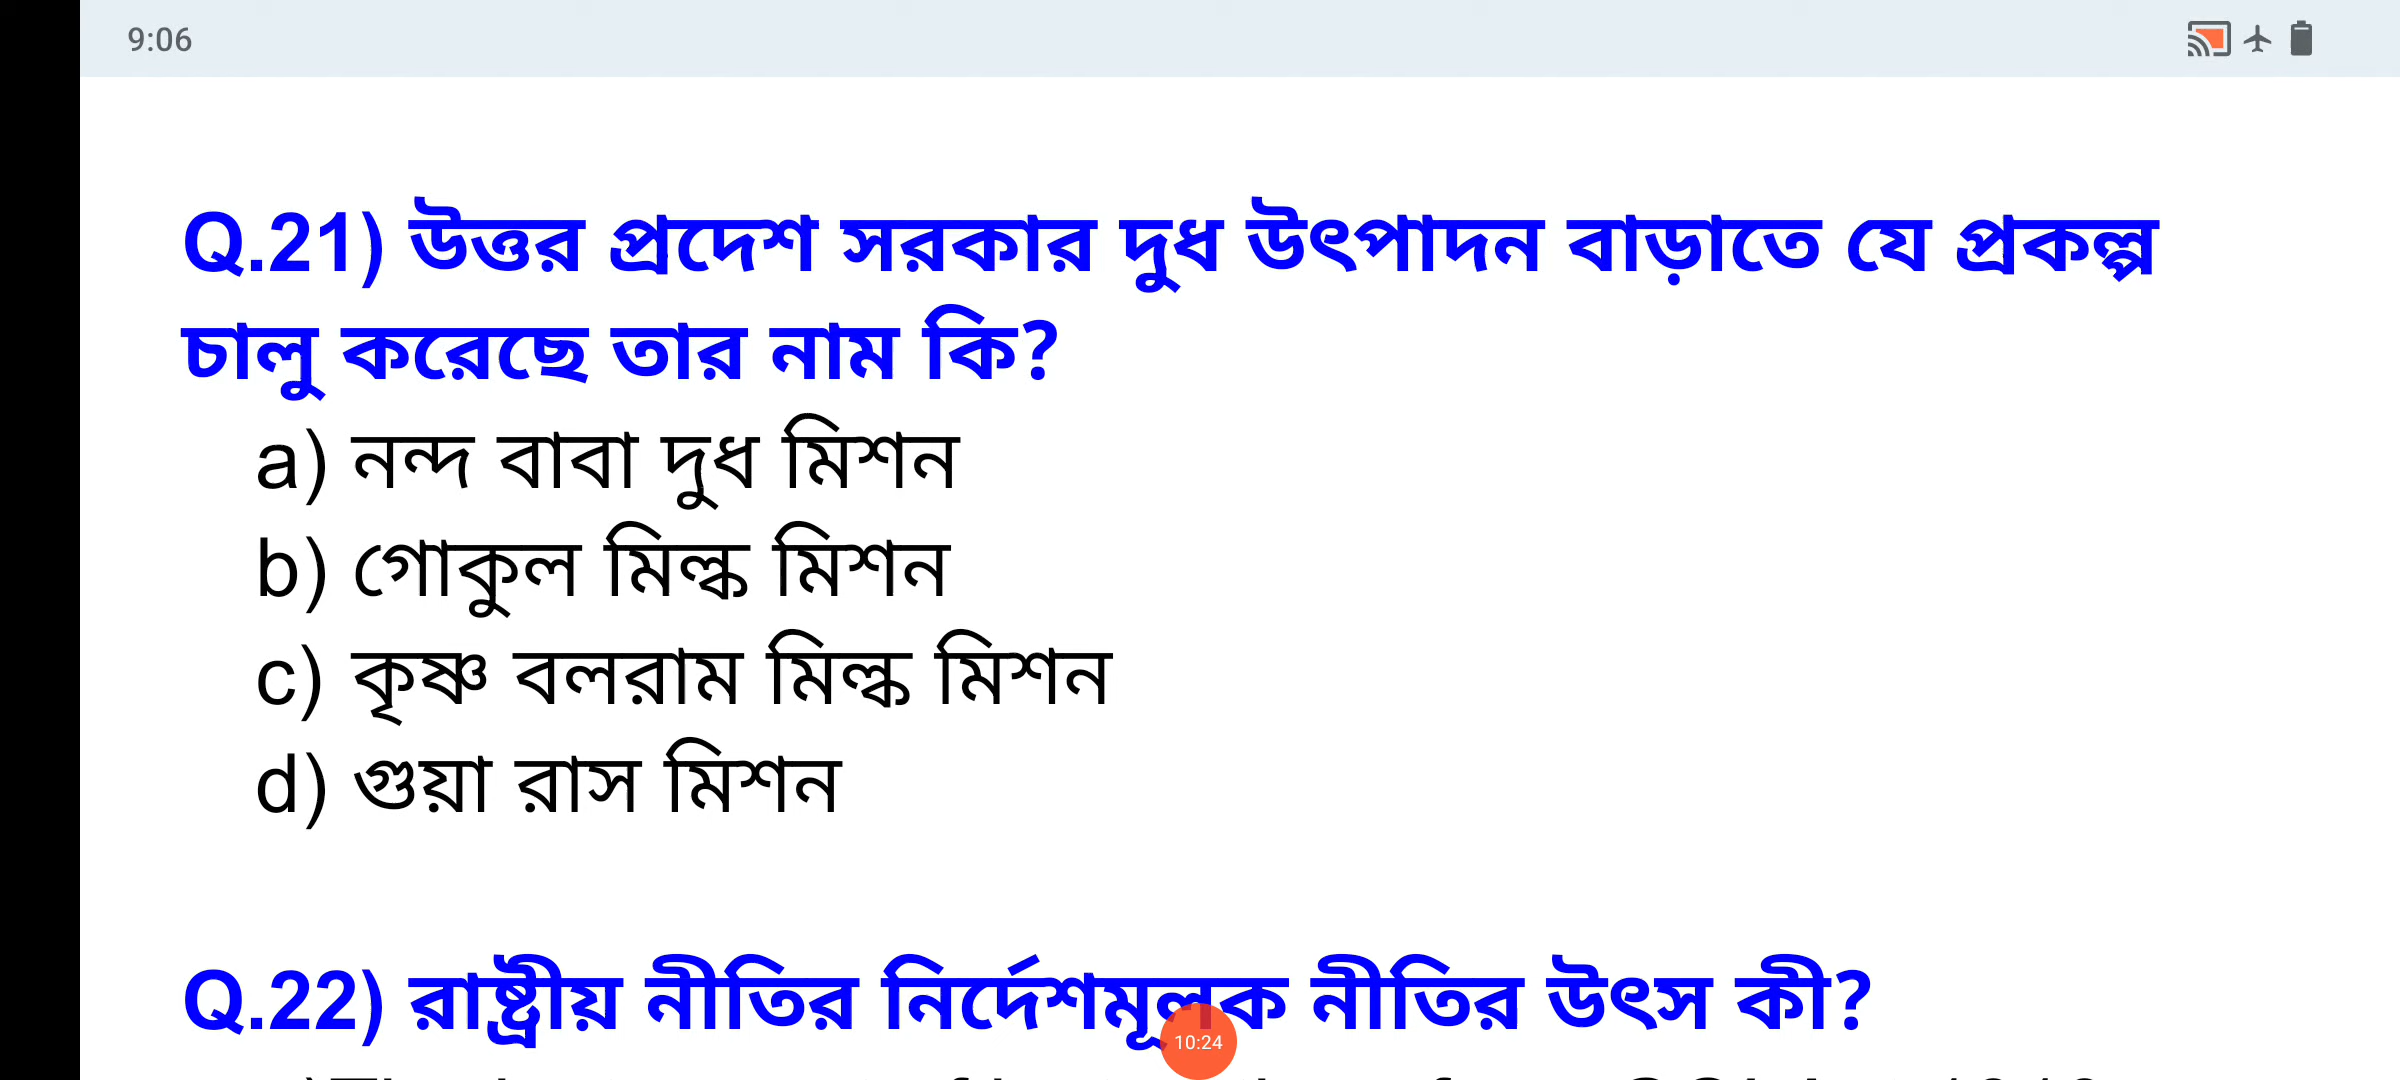 9:06
Q.21) উত্তর প্রদেশ সরকার দুধ উৎপাদন বাড়াতে যে প্রকল্প
চালু করেছে তার নাম কি?
a) নন্দ বাবা দুধ মিশন
b) গোকুল মিল্ক মিশন
c) কৃষ্ণ বলরাম মিল্ক মিশন
d) গুয়া রাস মিশন
Q.22) রাষ্ট্রীয় নীতির নির্দেশমূলক নীতির উৎস কী?
10:24